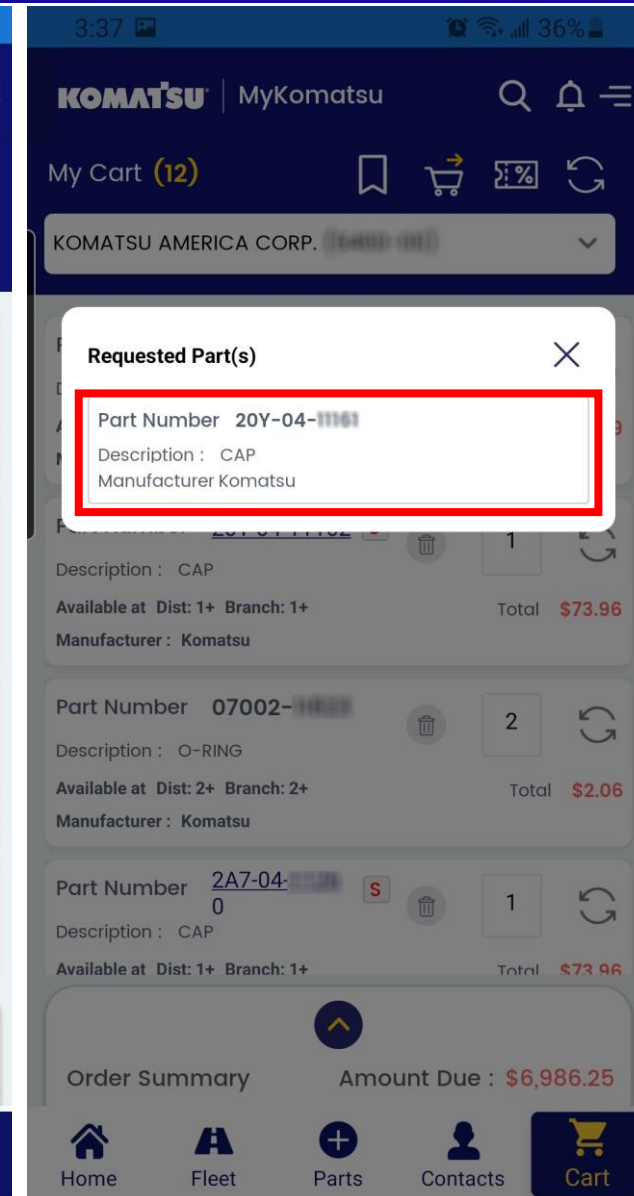 3:37 36%
KOMATSU MyKomatsu
My Cart (12)
KOMATSU AMERICA CORP.
Requested Part(s)
Part Number 20Y-04-11161
Description : CAP
Manufacturer Komatsu
Description : CAP
1
Available at Dist: 1+ Branch: 1+ Total $73.96
Manufacturer : Komatsu
Part Number 07002-
2
Description : O-RING
Available at Dist: 2+ Branch: 2+ Total $2.06
Manufacturer : Komatsu
Part Number 2A7-04-
0
S
1
Description : CAP
Available at Dist: 1+ Branch: 1+ Total $73.96
Order Summary Amount Due : $6,986.25
Home Fleet Parts Contacts Cart